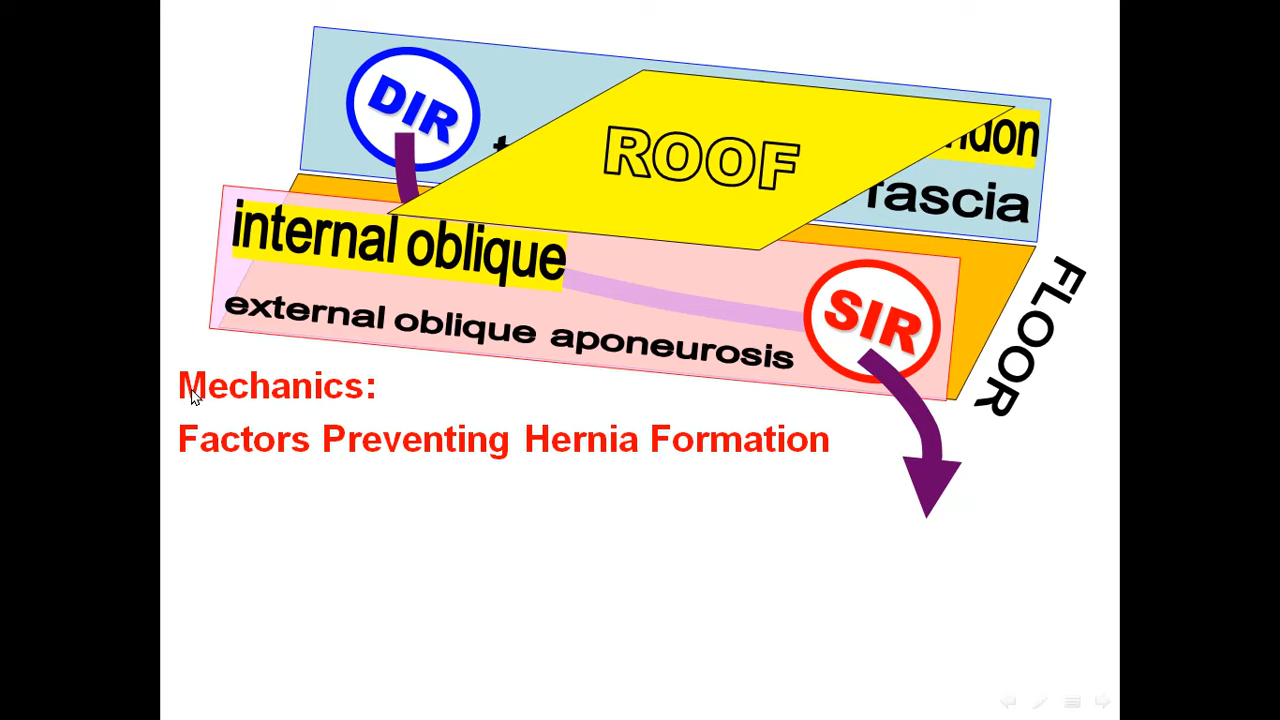 DIR
ROOF
fascia
internal oblique
external oblique aponeurosis
SIR
FLOOR
Mechanics:
Factors Preventing Hernia Formation